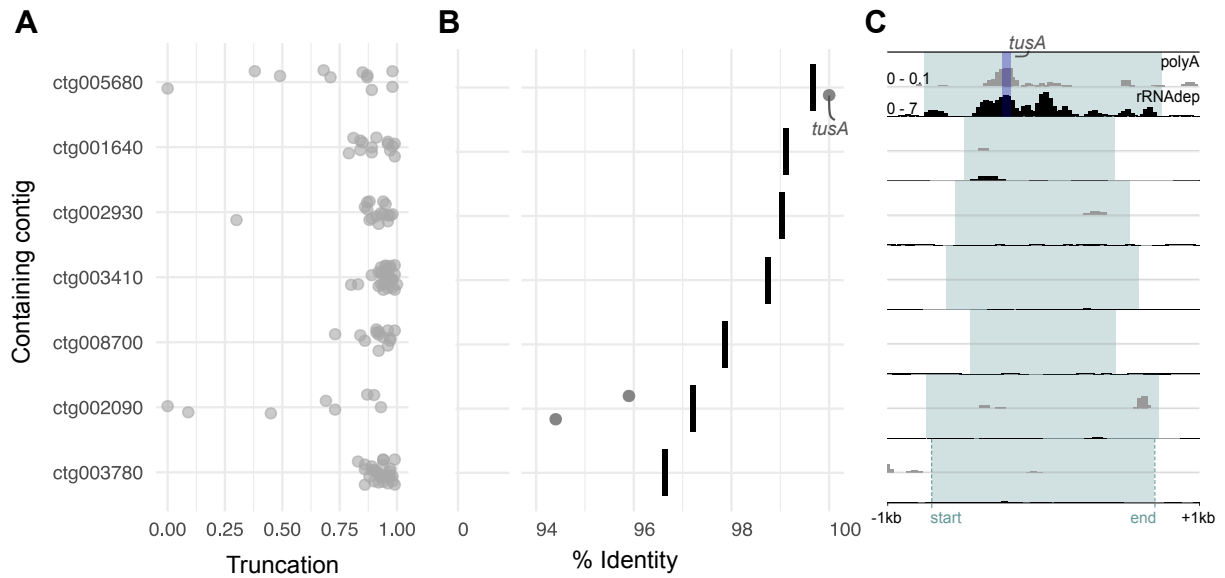 A
B
C
tusA
polyA
0 - 0.1
rRNAdep
0 - 7
tusA
Containing contig
ctg005680
ctg001640
ctg002930
ctg003410
ctg008700
ctg002090
ctg003780
0.00 0.25 0.50 0.75 1.00
Truncation
0 94 96 98 100
% Identity
-1kb start end +1kb